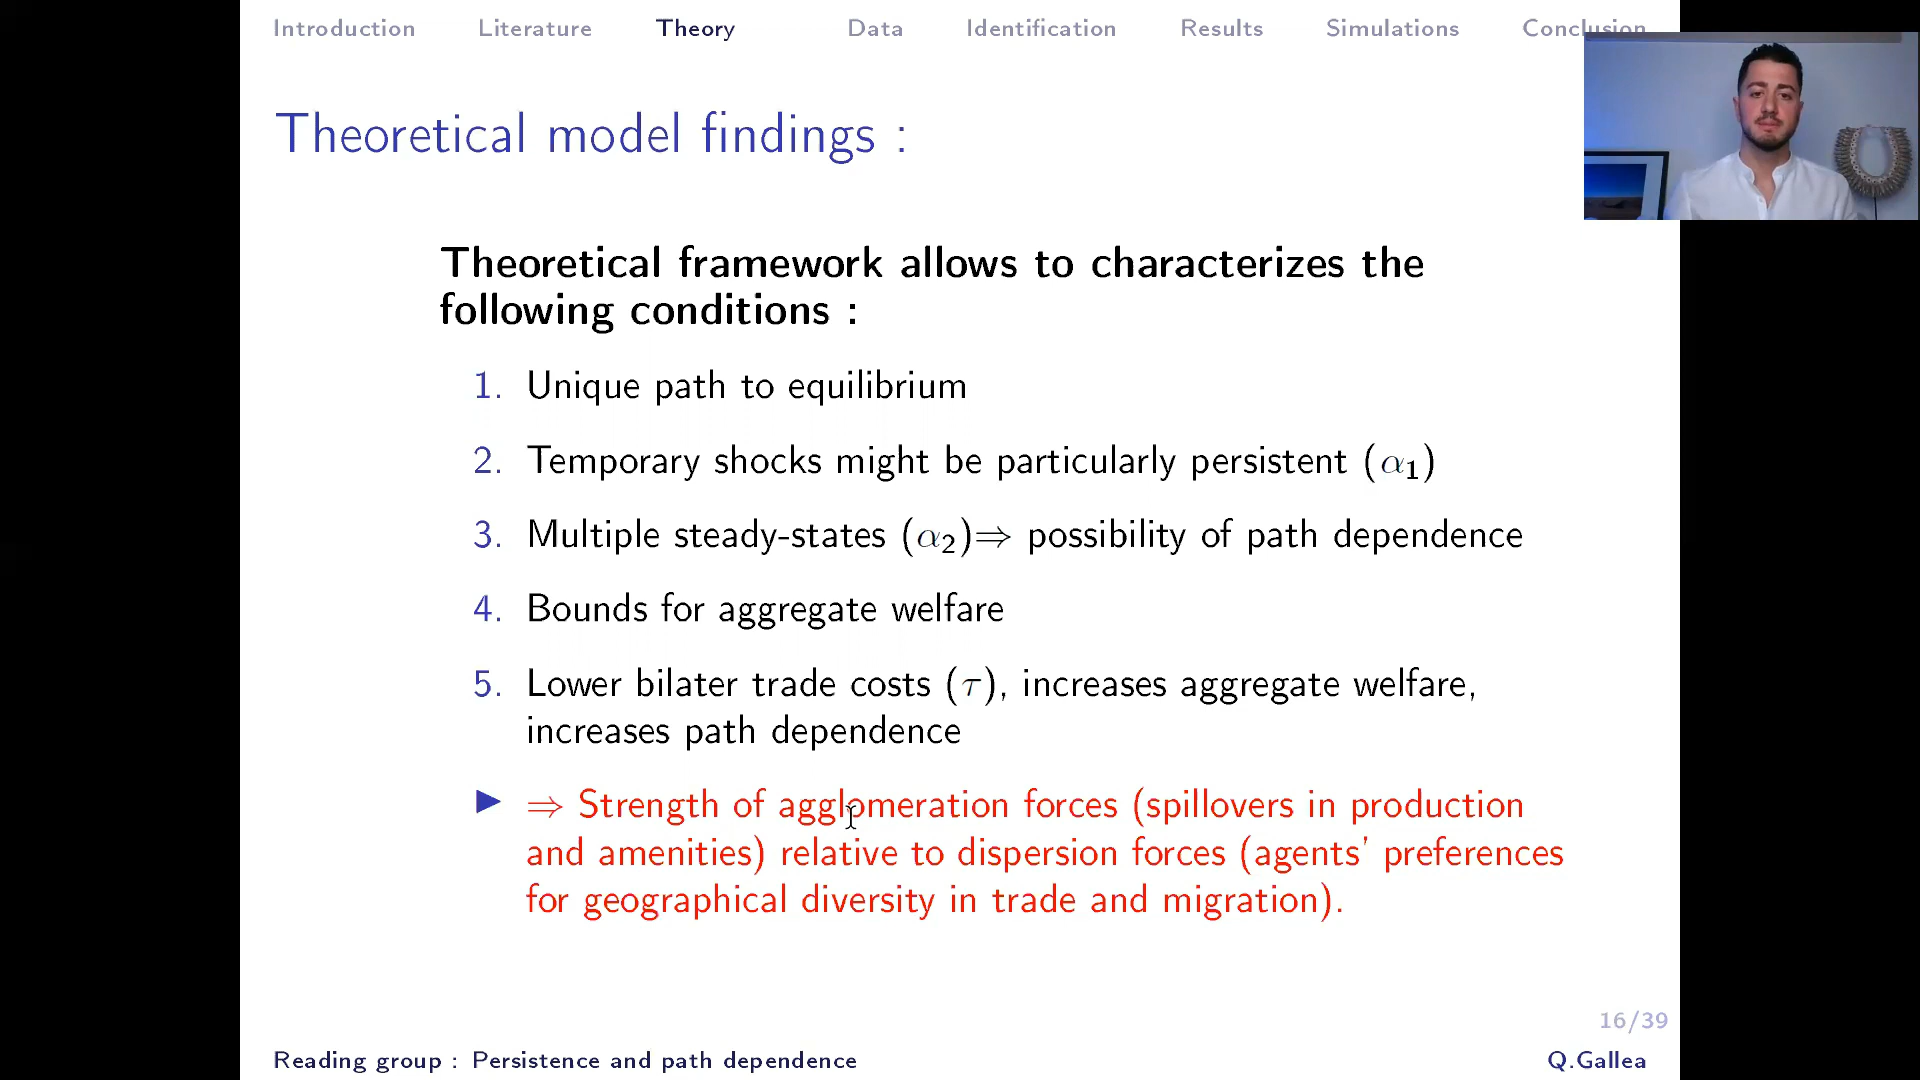 Introduction Literature Theory Data Identification Results Simulations Conclusion
Theoretical model findings :
Theoretical framework allows to characterizes the
following conditions :
1. Unique path to equilibrium
2. Temporary shocks might be particularly persistent (α₁)
3. Multiple steady-states (α₂)⇒ possibility of path dependence
4. Bounds for aggregate welfare
5. Lower bilater trade costs (τ), increases aggregate welfare,
increases path dependence
▶ ⇒ Strength of agglomeration forces (spillovers in production
and amenities) relative to dispersion forces (agents' preferences
for geographical diversity in trade and migration).
16/39
Reading group : Persistence and path dependence Q.Gallea